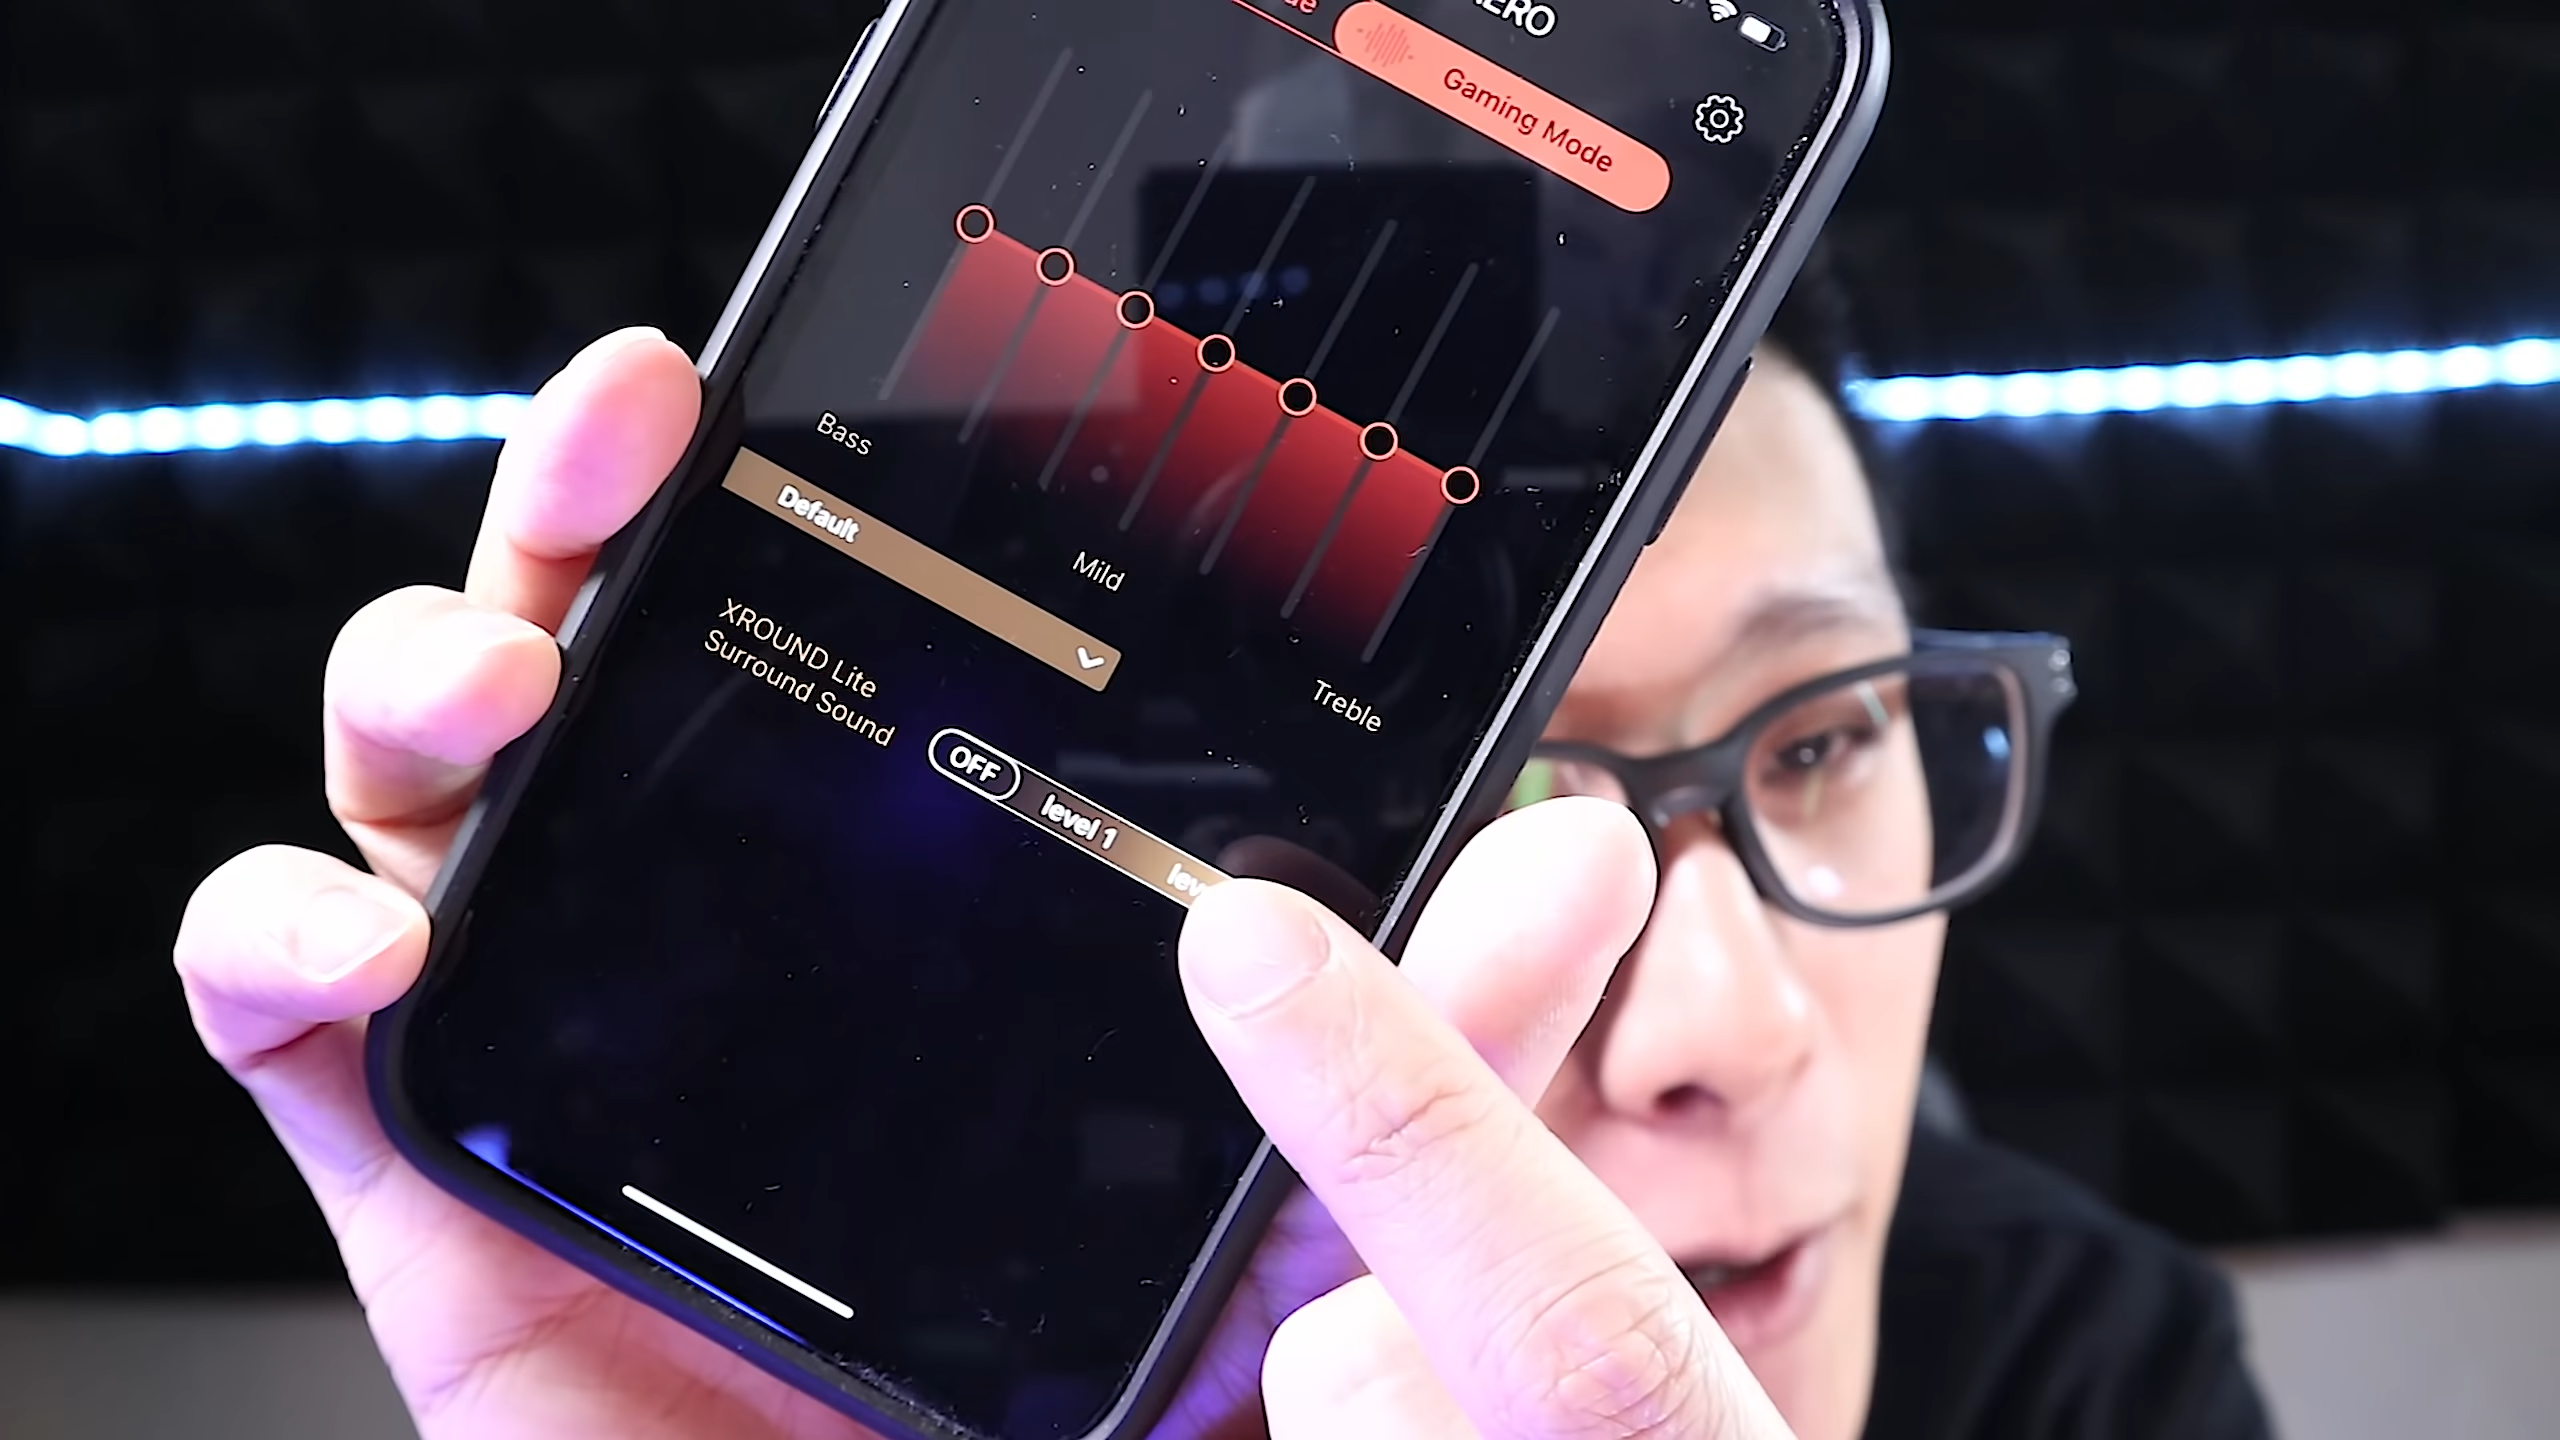 Gaming Mode
Bass
Mild
Treble
Default
XROUND Lite
Surround Sound
OFF
level 1